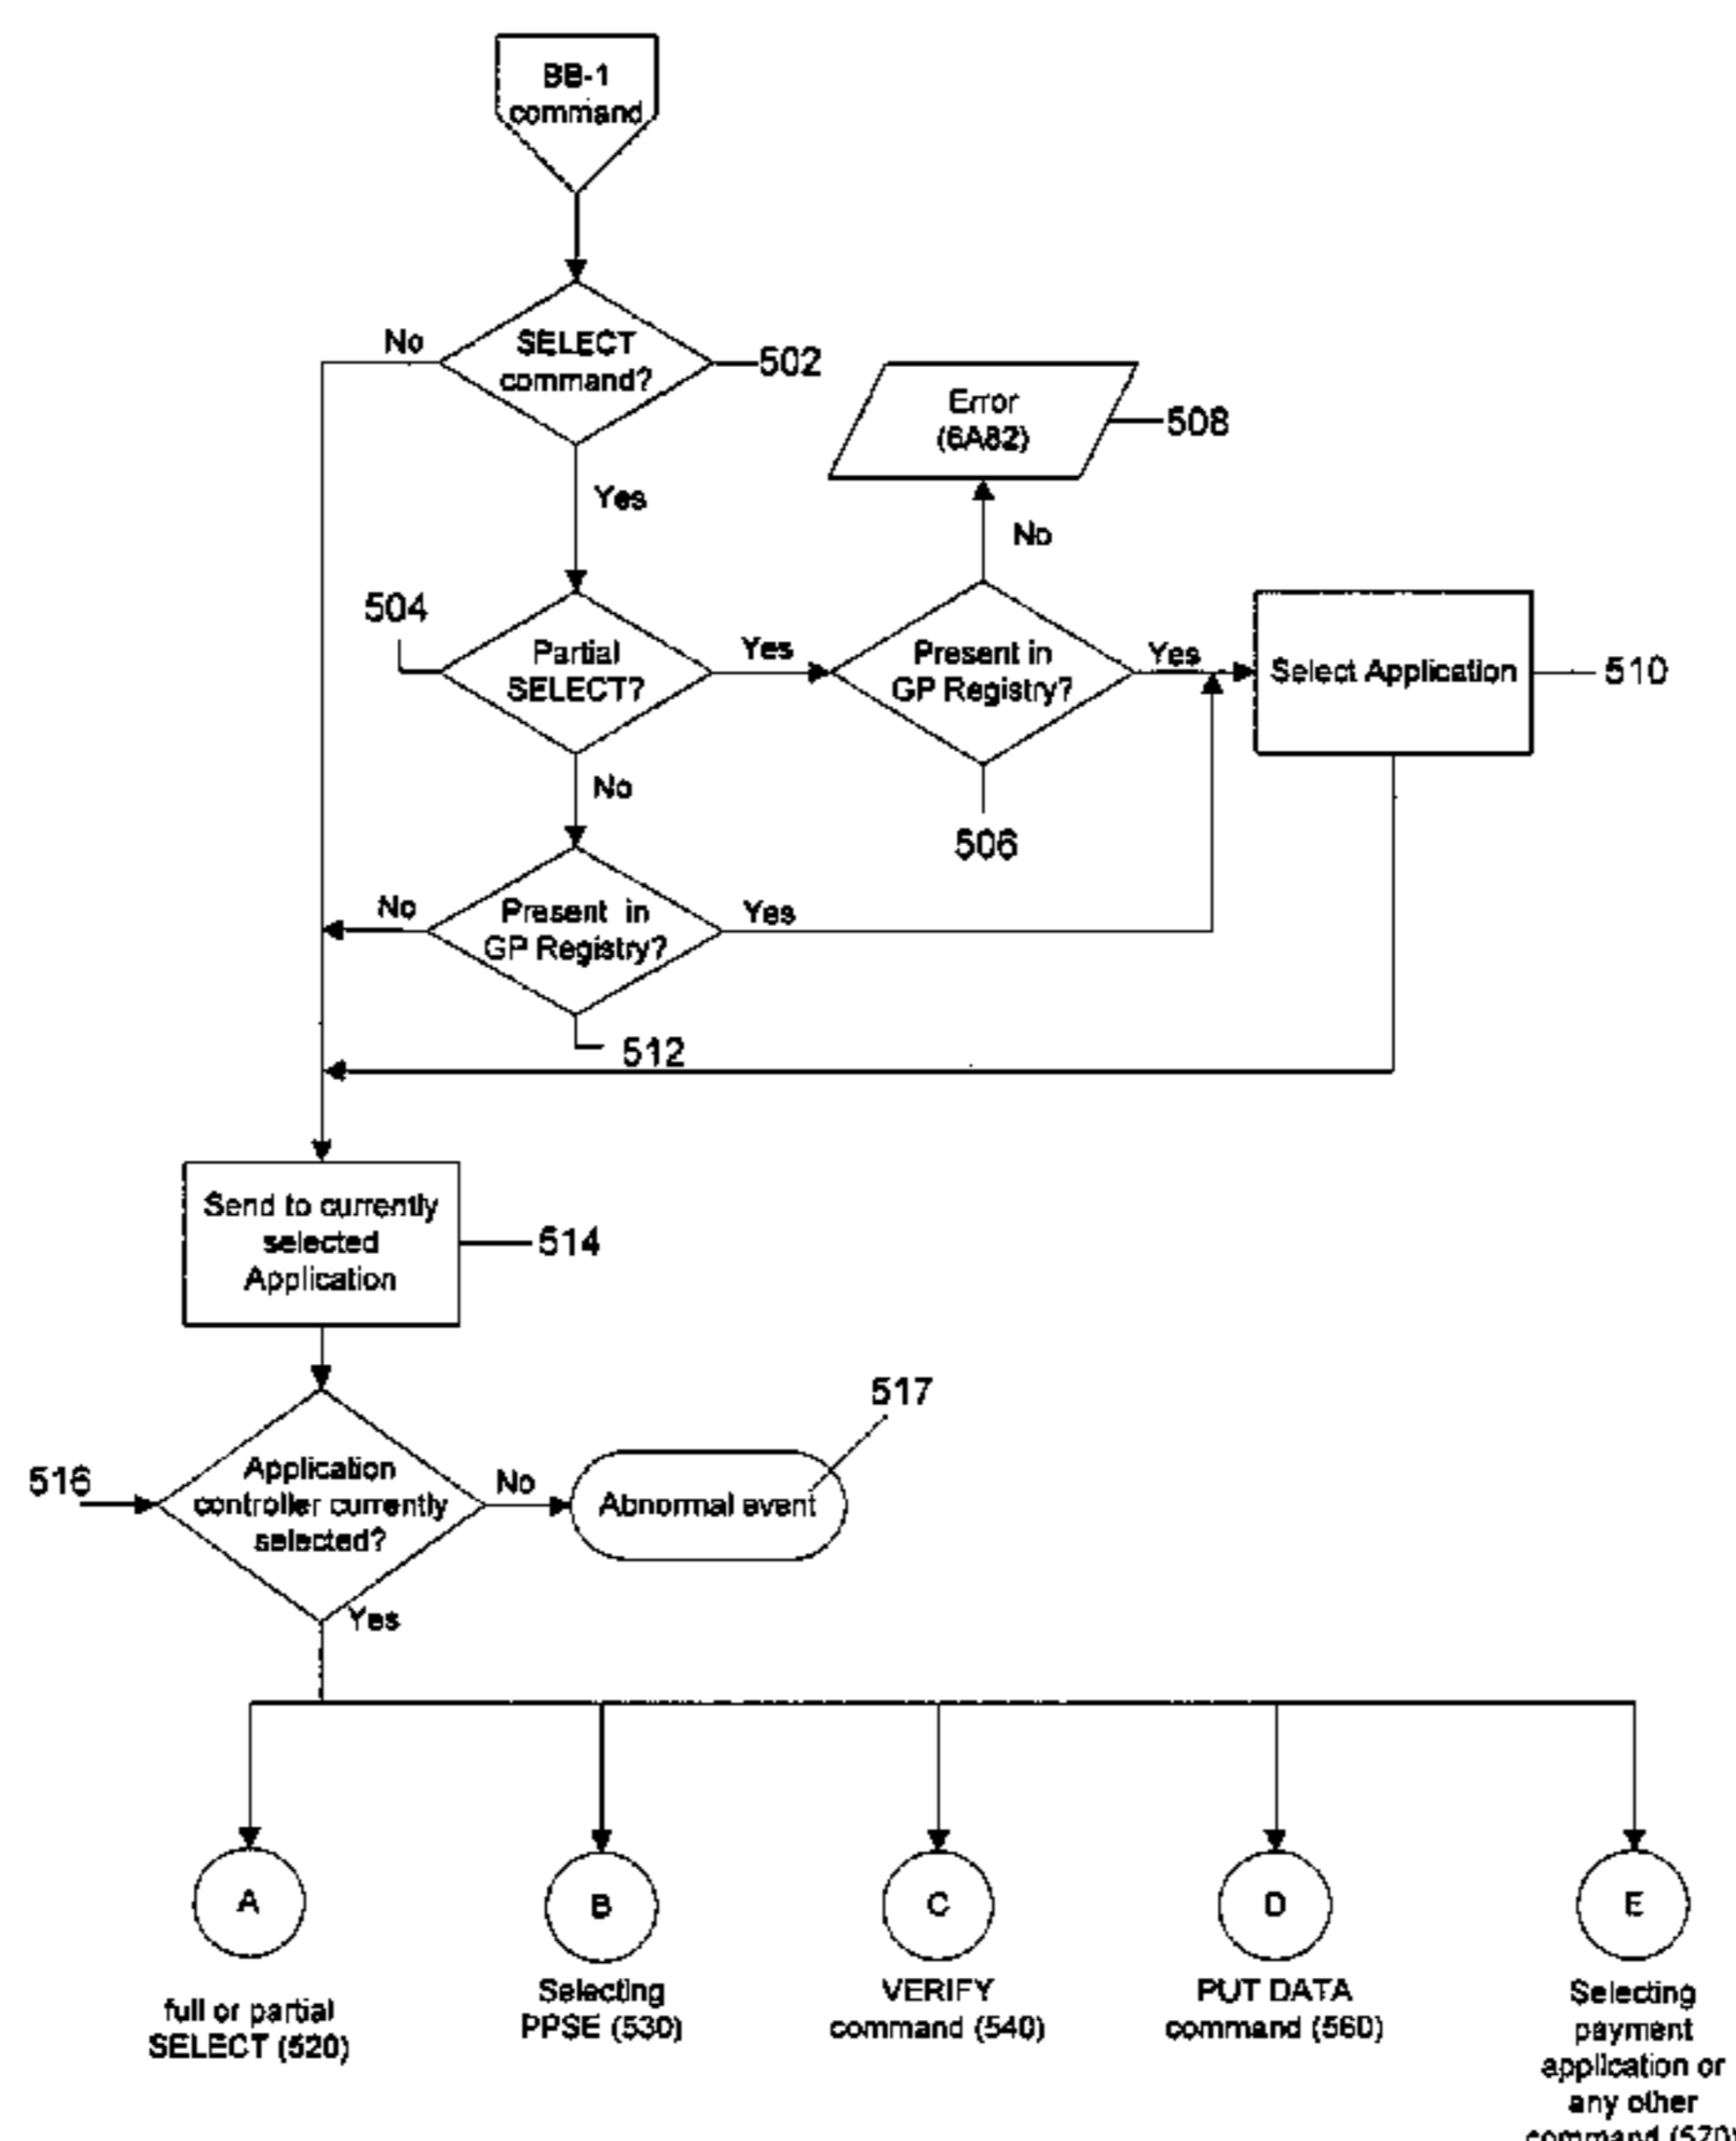 BB-1
command
No
SELECT
command?
502
Yes
Error
(6A82)
508
No
504
Partial
SELECT?
Yes
Present in
GP Registry?
Yes
Select Application
510
No
506
No
Present in
GP Registry?
Yes
512
Send to currently
selected
Application
514
517
516
Application
controller currently
selected?
No
Abnormal event
Yes
A
B
C
D
E
full or partial
SELECT (520)
Selecting
PPSE (530)
VERIFY
command (540)
PUT DATA
command (560)
Selecting
payment
application or
any other
command (570)